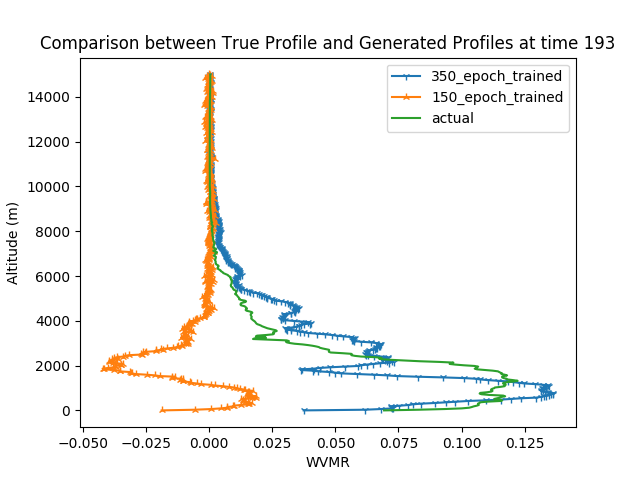 Comparison between True Profile and Generated Profiles at time 193
350_epoch_trained
150_epoch_trained
actual
Altitude (m)
14000
12000
10000
8000
6000
4000
2000
0
−0.050 −0.025 0.000 0.025 0.050 0.075 0.100 0.125
WVMR